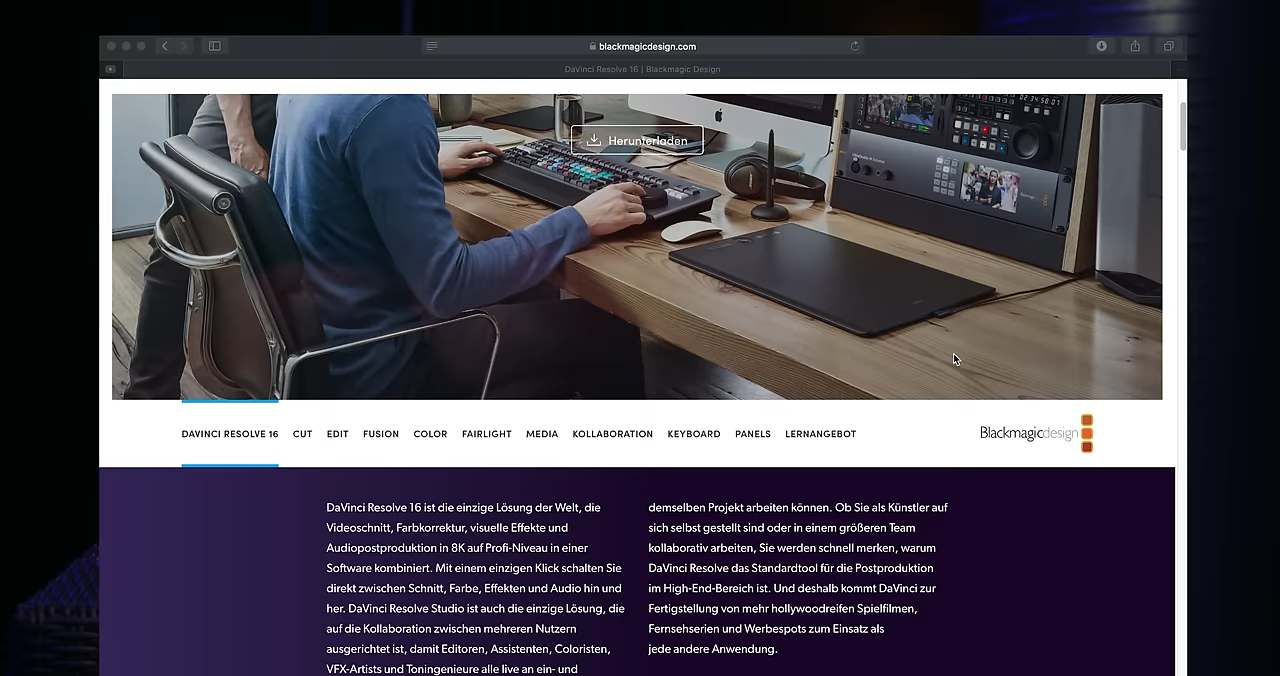 blackmagicdesign.com
DaVinci Resolve 16 | Blackmagic Design
02:34:58:07
Herunterladen
DAVINCI RESOLVE 16 CUT EDIT FUSION COLOR FAIRLIGHT MEDIA KOLLABORATION KEYBOARD PANELS LERNANGEBOT
Blackmagicdesign
DaVinci Resolve 16 ist die einzige Lösung der Welt, die
Videoschnitt, Farbkorrektur, visuelle Effekte und
Audiopostproduktion in 8K auf Profi-Niveau in einer
Software kombiniert. Mit einem einzigen Klick schalten Sie
direkt zwischen Schnitt, Farbe, Effekten und Audio hin und
her. DaVinci Resolve Studio ist auch die einzige Lösung, die
auf die Kollaboration zwischen mehreren Nutzern
ausgerichtet ist, damit Editoren, Assistenten, Coloristen,
VFX-Artists und Toningenieure alle live an ein- und
demselben Projekt arbeiten können. Ob Sie als Künstler auf
sich selbst gestellt sind oder in einem größeren Team
kollaborativ arbeiten, Sie werden schnell merken, warum
DaVinci Resolve das Standardtool für die Postproduktion
im High-End-Bereich ist. Und deshalb kommt DaVinci zur
Fertigstellung von mehr hollywoodreifen Spielfilmen,
Fernsehserien und Werbespots zum Einsatz als
jede andere Anwendung.